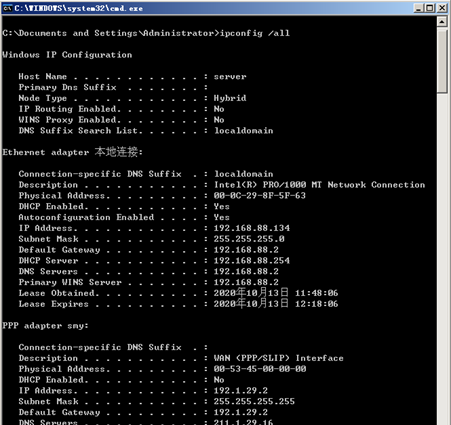 C:\WINDOWS\system32\cmd.exe
C:\Documents and Settings\Administrator>ipconfig /all
Windows IP Configuration
Host Name . . . . . . . . . . . . : server
Primary Dns Suffix  . . . . . . . :
Node Type . . . . . . . . . . . . : Hybrid
IP Routing Enabled. . . . . . . . : No
WINS Proxy Enabled. . . . . . . . : No
DNS Suffix Search List. . . . . . : localdomain
Ethernet adapter 本地连接:
Connection-specific DNS Suffix  . : localdomain
Description . . . . . . . . . . . : Intel(R) PRO/1000 MT Network Connection
Physical Address. . . . . . . . . : 00-0C-29-8F-5F-63
DHCP Enabled. . . . . . . . . . . : Yes
Autoconfiguration Enabled . . . . : Yes
IP Address. . . . . . . . . . . . : 192.168.88.134
Subnet Mask . . . . . . . . . . . : 255.255.255.0
Default Gateway . . . . . . . . . : 192.168.88.2
DHCP Server . . . . . . . . . . . : 192.168.88.254
DNS Servers . . . . . . . . . . . : 192.168.88.2
Primary WINS Server . . . . . . . : 192.168.88.2
Lease Obtained. . . . . . . . . . : 2020年10月13日 11:48:06
Lease Expires . . . . . . . . . . : 2020年10月13日 12:18:06
PPP adapter smy:
Connection-specific DNS Suffix  . :
Description . . . . . . . . . . . : WAN (PPP/SLIP) Interface
Physical Address. . . . . . . . . : 00-53-45-00-00-00
DHCP Enabled. . . . . . . . . . . : No
IP Address. . . . . . . . . . . . : 192.1.29.2
Subnet Mask . . . . . . . . . . . : 255.255.255.255
Default Gateway . . . . . . . . . : 192.1.29.2
DNS Servers . . . . . . . . . . . : 211.1.29.16